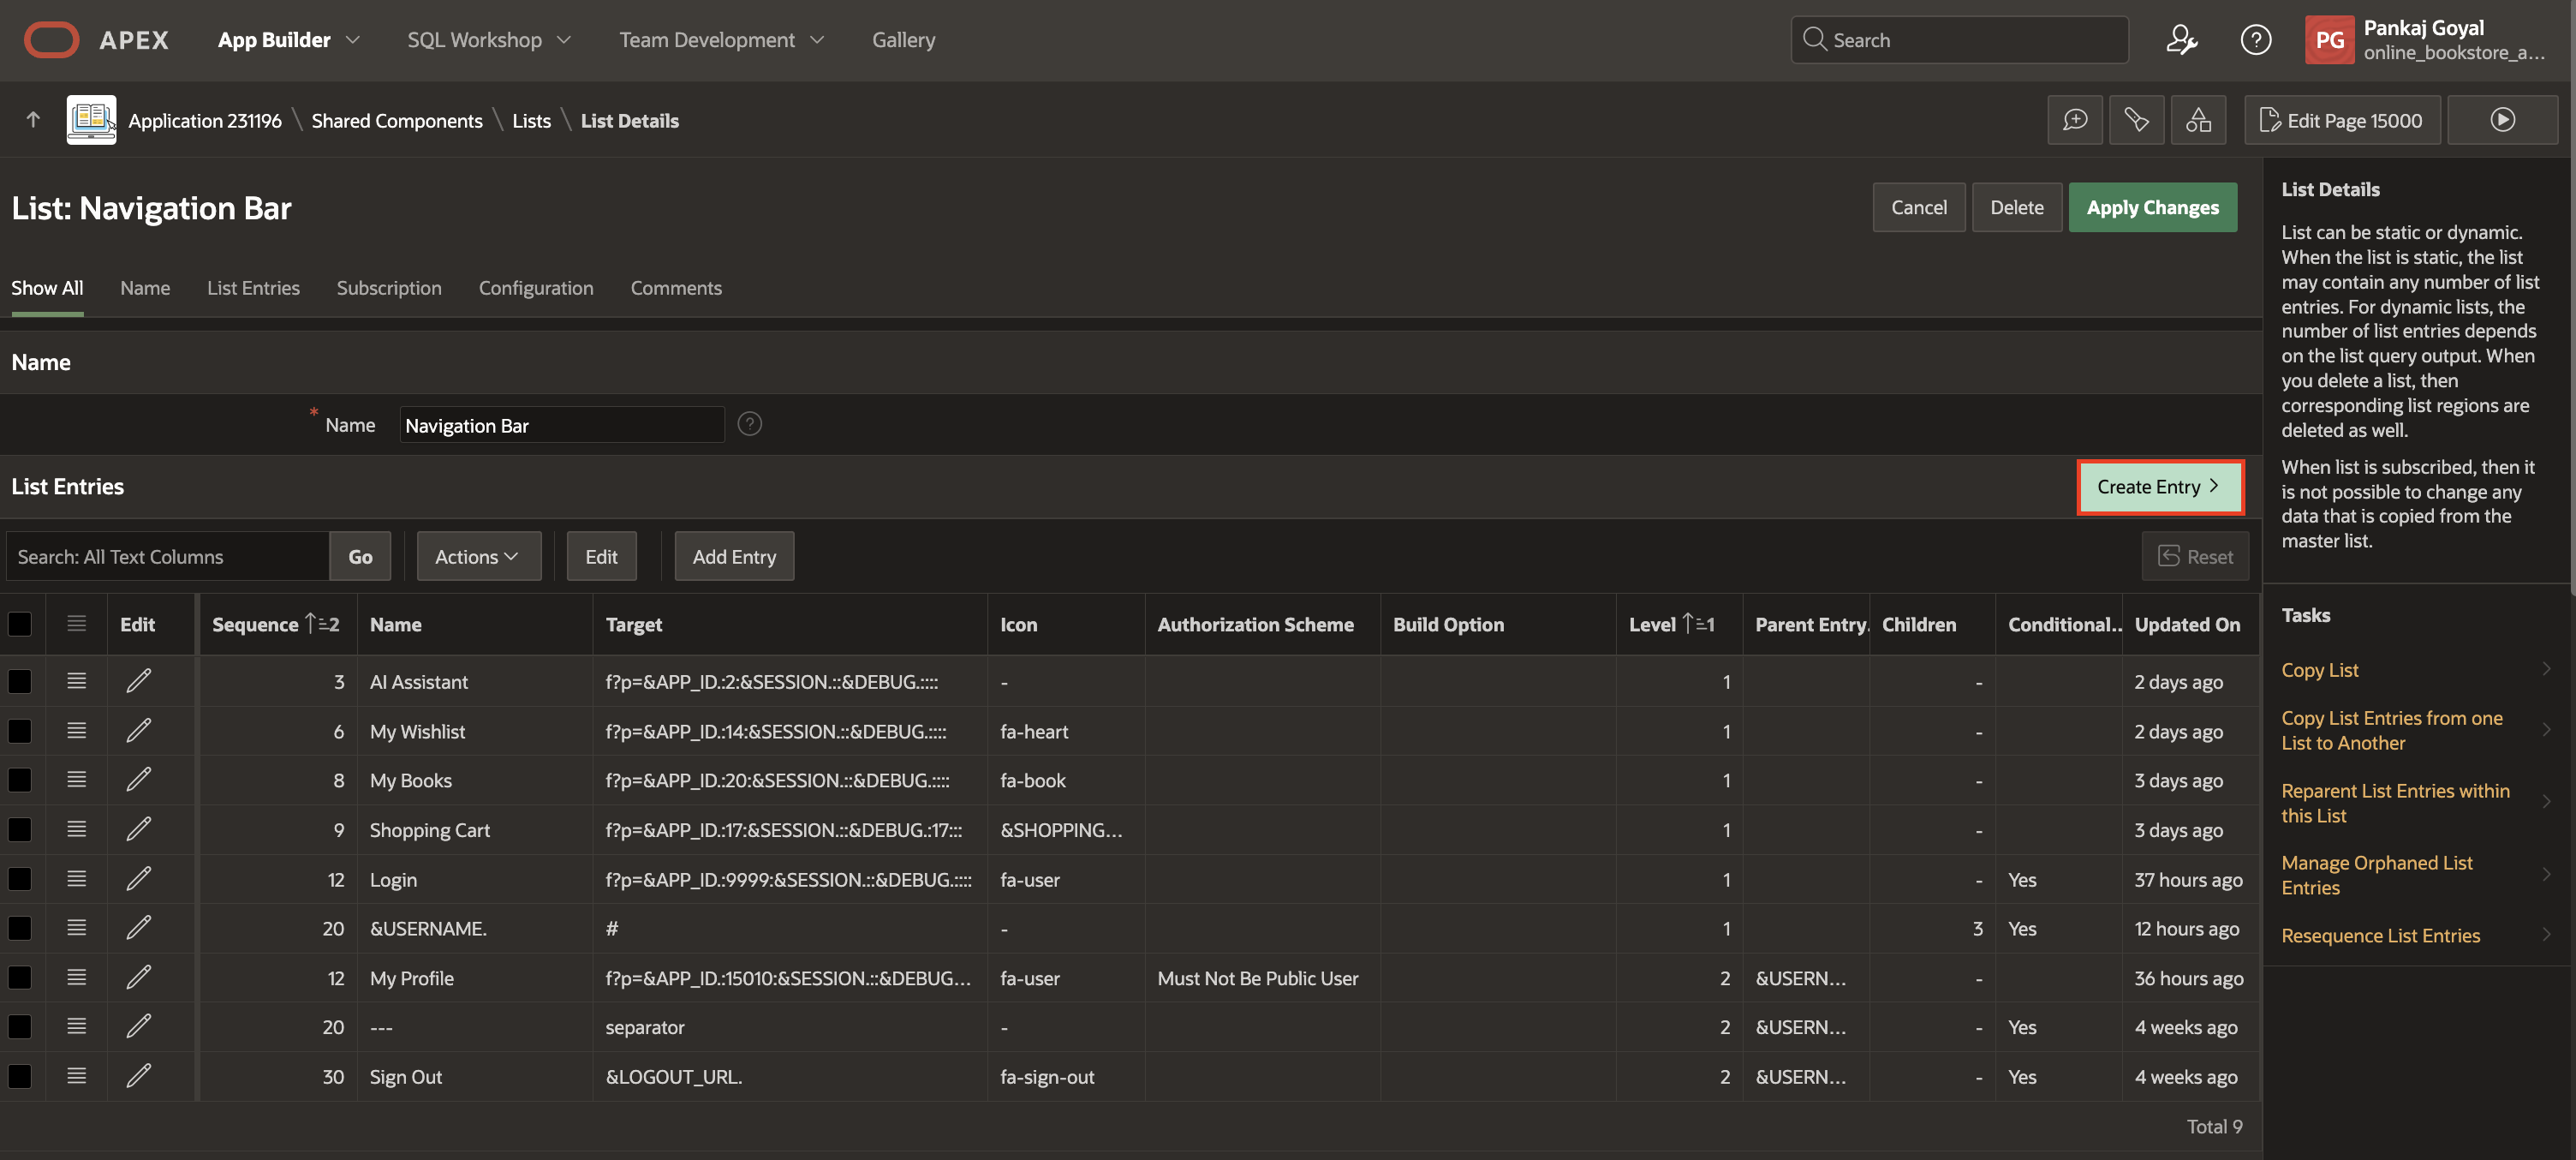 APEX App Builder SQL Workshop Team Development Gallery Search PG Pankaj Goyal
online_bookstore_a...
Application 231196 \ Shared Components \ Lists \ List Details Edit Page 15000
List: Navigation Bar Cancel Delete Apply Changes
Show All Name List Entries Subscription Configuration Comments
Name
* Name Navigation Bar
List Entries Create Entry
Search: All Text Columns Go Actions Edit Add Entry Reset
Edit Sequence 2 Name Target Icon Authorization Scheme Build Option Level 1 Parent Entry. Children Conditional.. Updated On
3 AI Assistant f?p=&APP_ID.:2:&SESSION.::&DEBUG.:::: - 1 - 2 days ago
6 My Wishlist f?p=&APP_ID.:14:&SESSION.::&DEBUG.:::: fa-heart 1 - 2 days ago
8 My Books f?p=&APP_ID.:20:&SESSION.::&DEBUG.:::: fa-book 1 - 3 days ago
9 Shopping Cart f?p=&APP_ID.:17:&SESSION.::&DEBUG.:17::: &SHOPPING... 1 - 3 days ago
12 Login f?p=&APP_ID.:9999:&SESSION.::&DEBUG.:::: fa-user 1 - Yes 37 hours ago
20 &USERNAME. # - 1 3 Yes 12 hours ago
12 My Profile f?p=&APP_ID.:15010:&SESSION.::&DEBUG... fa-user Must Not Be Public User 2 &USERN... - 36 hours ago
20 --- separator - 2 &USERN... - Yes 4 weeks ago
30 Sign Out &LOGOUT_URL. fa-sign-out 2 &USERN... - Yes 4 weeks ago
Total 9
List Details
List can be static or dynamic.
When the list is static, the list
may contain any number of list
entries. For dynamic lists, the
number of list entries depends
on the list query output. When
you delete a list, then
corresponding list regions are
deleted as well.
When list is subscribed, then it
is not possible to change any
data that is copied from the
master list.
Tasks
Copy List
Copy List Entries from one
List to Another
Reparent List Entries within
this List
Manage Orphaned List
Entries
Resequence List Entries